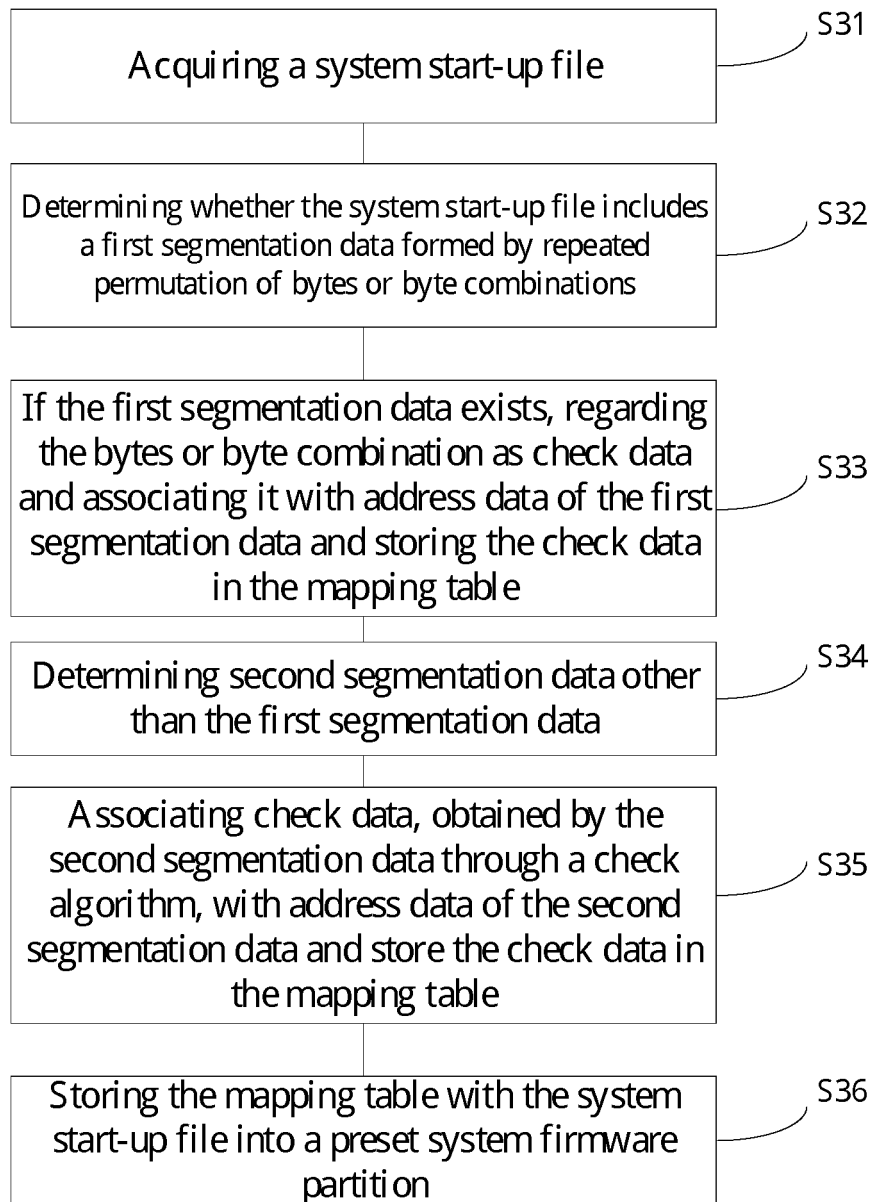 Acquiring a system start-up file
S31
Determining whether the system start-up file includes
a first segmentation data formed by repeated
permutation of bytes or byte combinations
S32
If the first segmentation data exists, regarding
the bytes or byte combination as check data
and associating it with address data of the first
segmentation data and storing the check data
in the mapping table
S33
Determining second segmentation data other
than the first segmentation data
S34
Associating check data, obtained by the
second segmentation data through a check
algorithm, with address data of the second
segmentation data and store the check data in
the mapping table
S35
Storing the mapping table with the system
start-up file into a preset system firmware
partition
S36